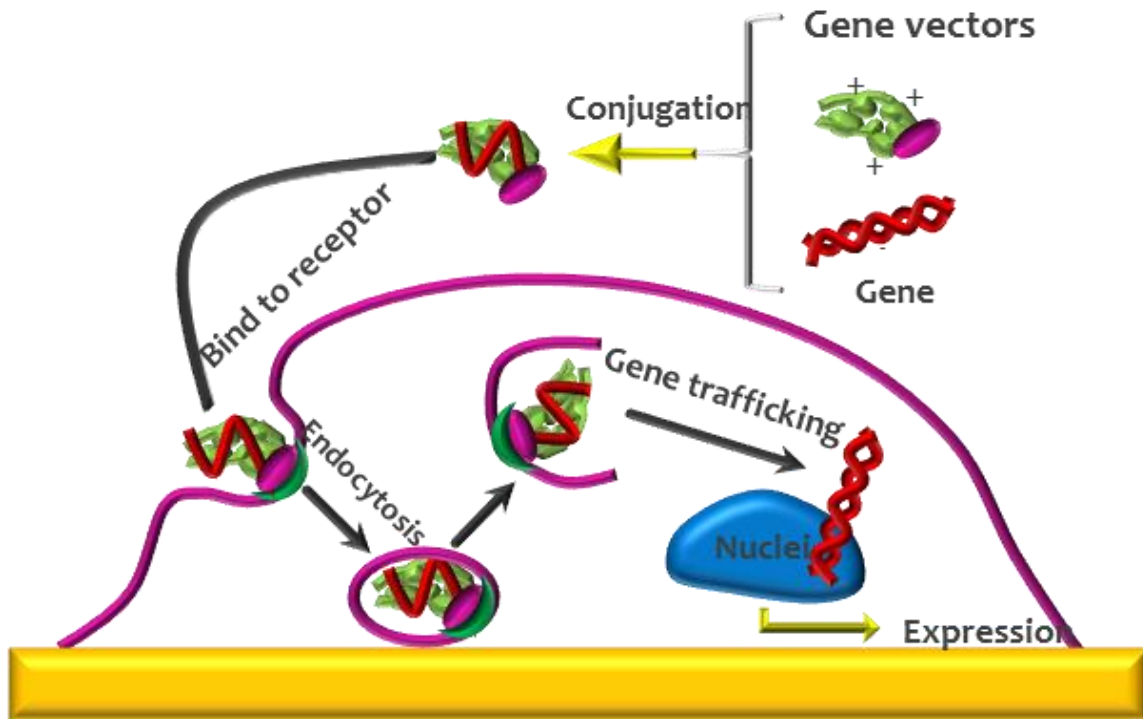 Gene vectors
+
+
+
Conjugation
-
Gene
Bind to receptor
Endocytosis
Gene trafficking
Nuclei
Expression